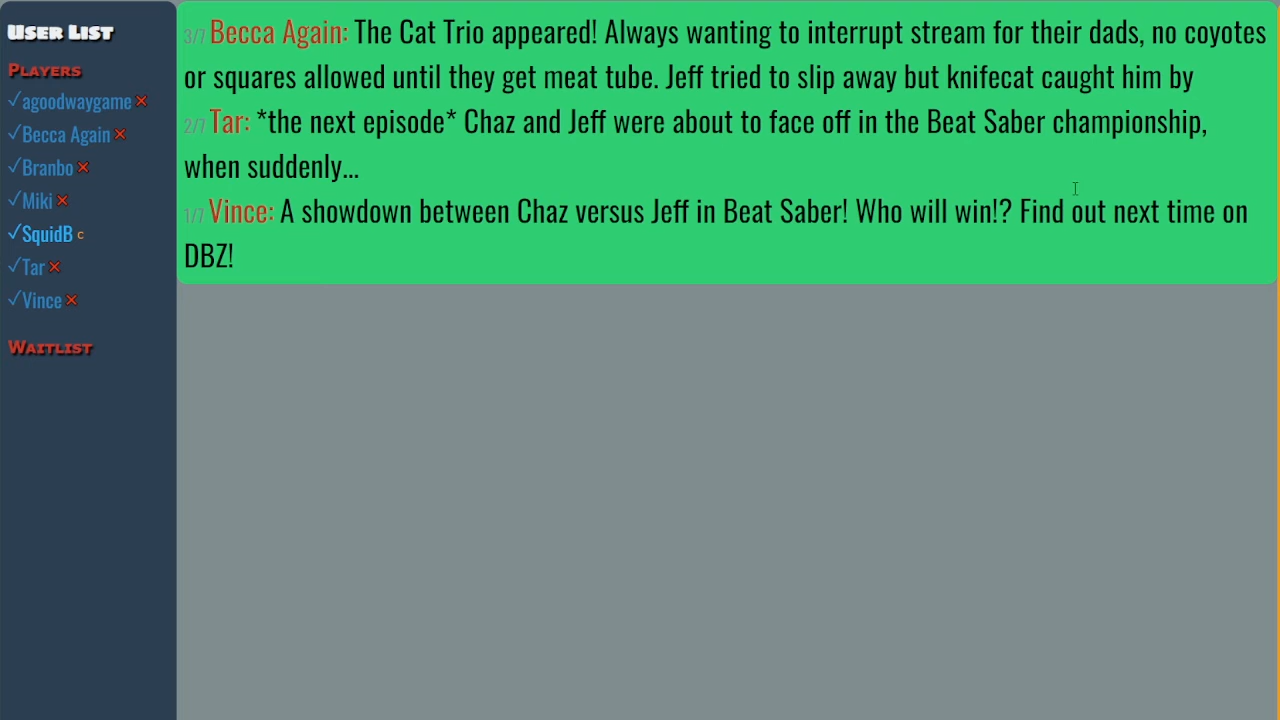 User List
Players
✓agoodwaygame ✕
✓Becca Again ✕
✓Branbo ✕
✓Miki ✕
✓SquidB c
✓Tar ✕
✓Vince ✕
Waitlist
3/7 Becca Again: The Cat Trio appeared! Always wanting to interrupt stream for their dads, no coyotes
or squares allowed until they get meat tube. Jeff tried to slip away but knifecat caught him by
2/7 Tar: *the next episode* Chaz and Jeff were about to face off in the Beat Saber championship,
when suddenly...
1/7 Vince: A showdown between Chaz versus Jeff in Beat Saber! Who will win!? Find out next time on
DBZ!